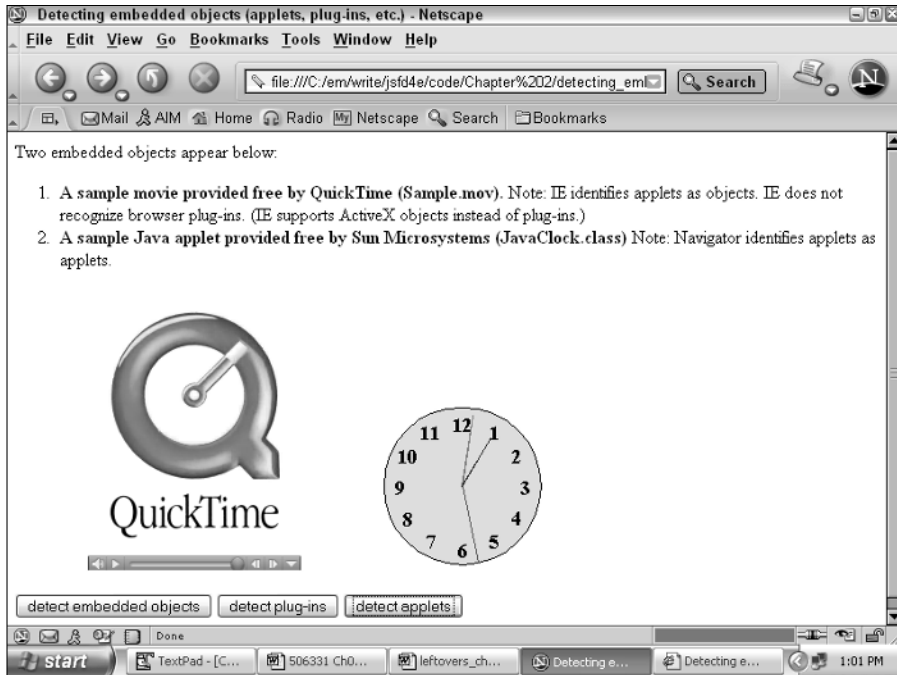 Detecting embedded objects (applets, plug-ins, etc.) - Netscape
File Edit View Go Bookmarks Tools Window Help
file:///C:/em/write/jsfd4e/code/Chapter%202/detecting_eml
Search
N
Mail AIM Home Radio My Netscape Search Bookmarks
Two embedded objects appear below:
1. A sample movie provided free by QuickTime (Sample.mov). Note: IE identifies applets as objects. IE does not
recognize browser plug-ins. (IE supports ActiveX objects instead of plug-ins.)
2. A sample Java applet provided free by Sun Microsystems (JavaClock.class) Note: Navigator identifies applets as
applets.
QuickTime
12
1
2
3
4
5
6
7
8
9
10
11
detect embedded objects detect plug-ins detect applets
Done
start TextPad - [C... 506331 Ch0... leftovers_ch... Detecting e... Detecting e... 1:01 PM